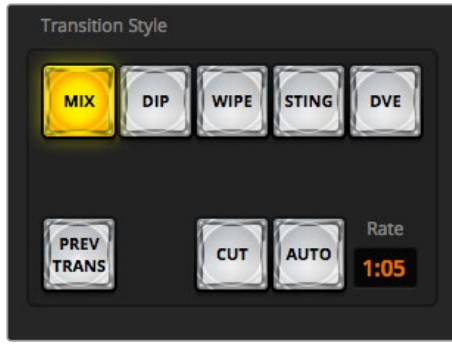 Transition Style
MIX DIP WIPE STING DVE
PREV
TRANS
CUT AUTO
Rate
1:05